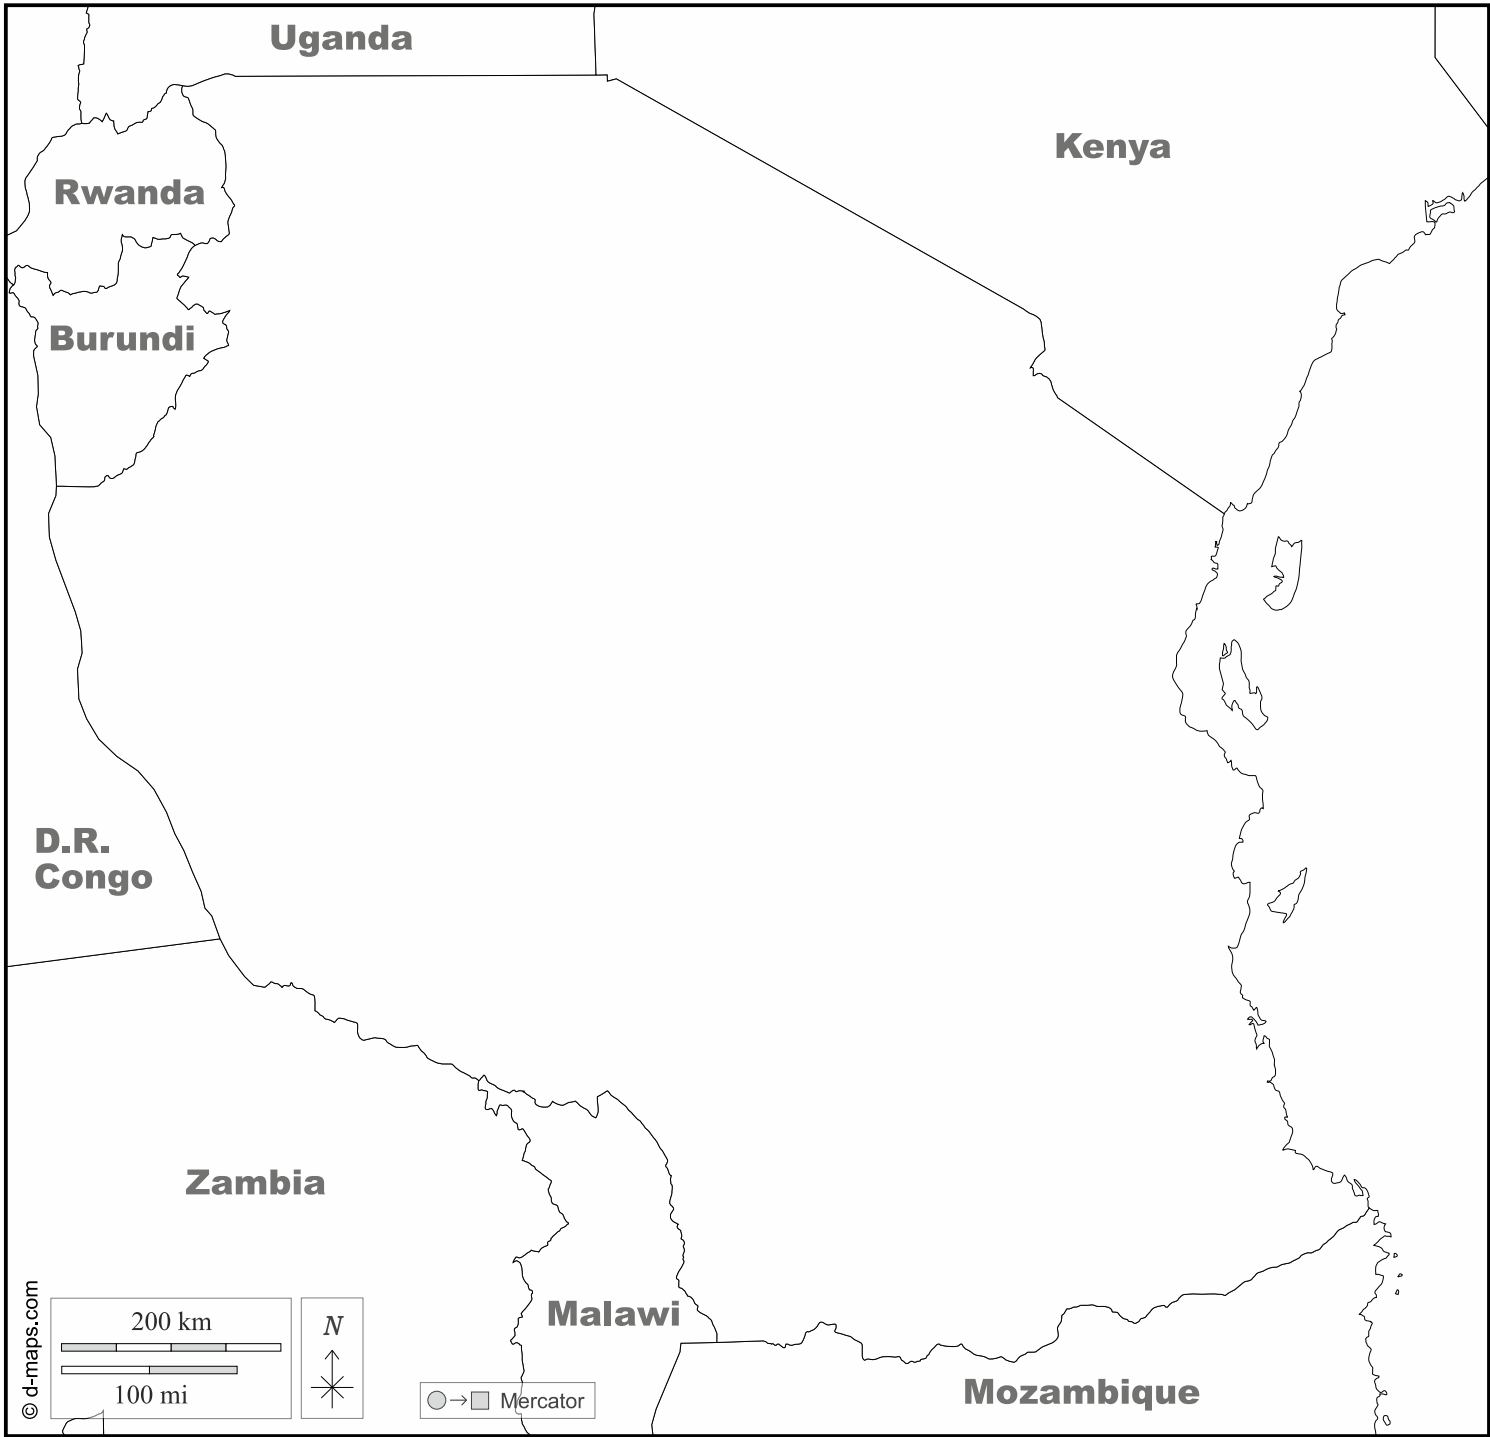 Uganda
Kenya
Rwanda
Burundi
D.R.
Congo
Zambia
Malawi
Mozambique
© d-maps.com
200 km
100 mi
N
Mercator